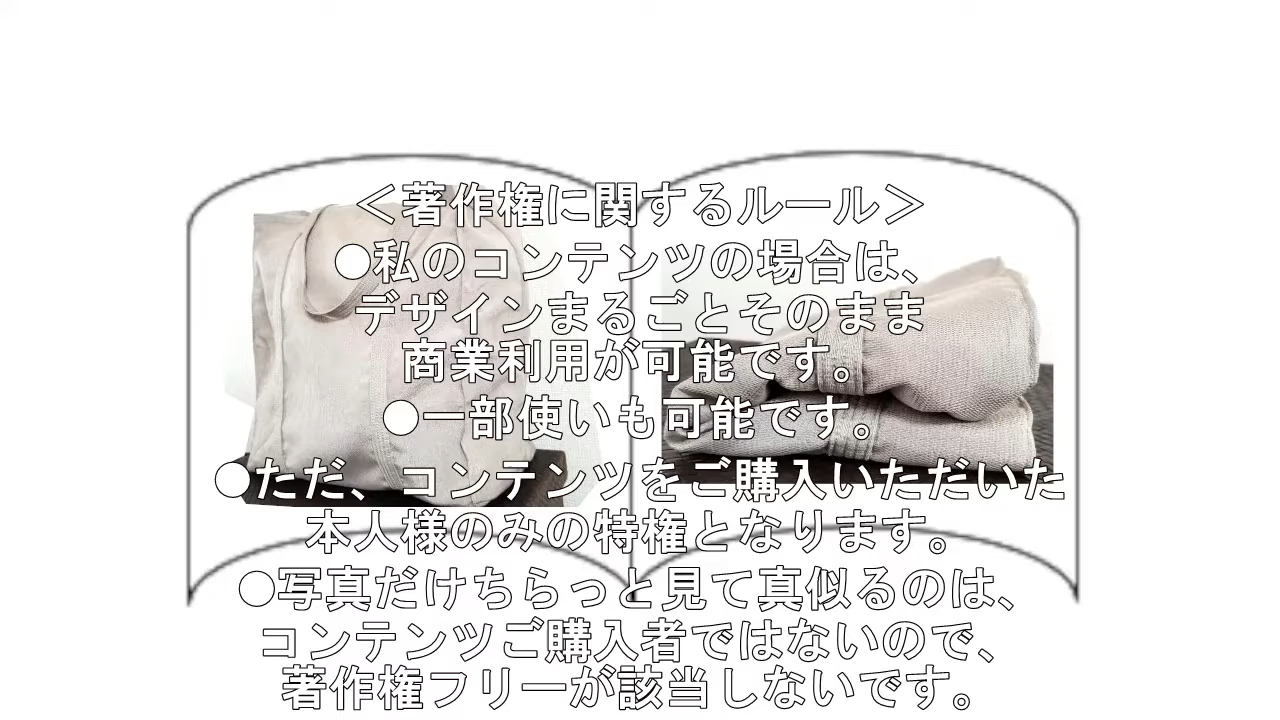 ＜著作権に関するルール＞
●私のコンテンツの場合は、
デザインまるごとそのまま
商業利用が可能です。
●一部使いも可能です。
●ただ、コンテンツをご購入いただいた
本人様のみの特権となります。
●写真だけちらっと見て真似るのは、
コンテンツご購入者ではないので、
著作権フリーが該当しないです。